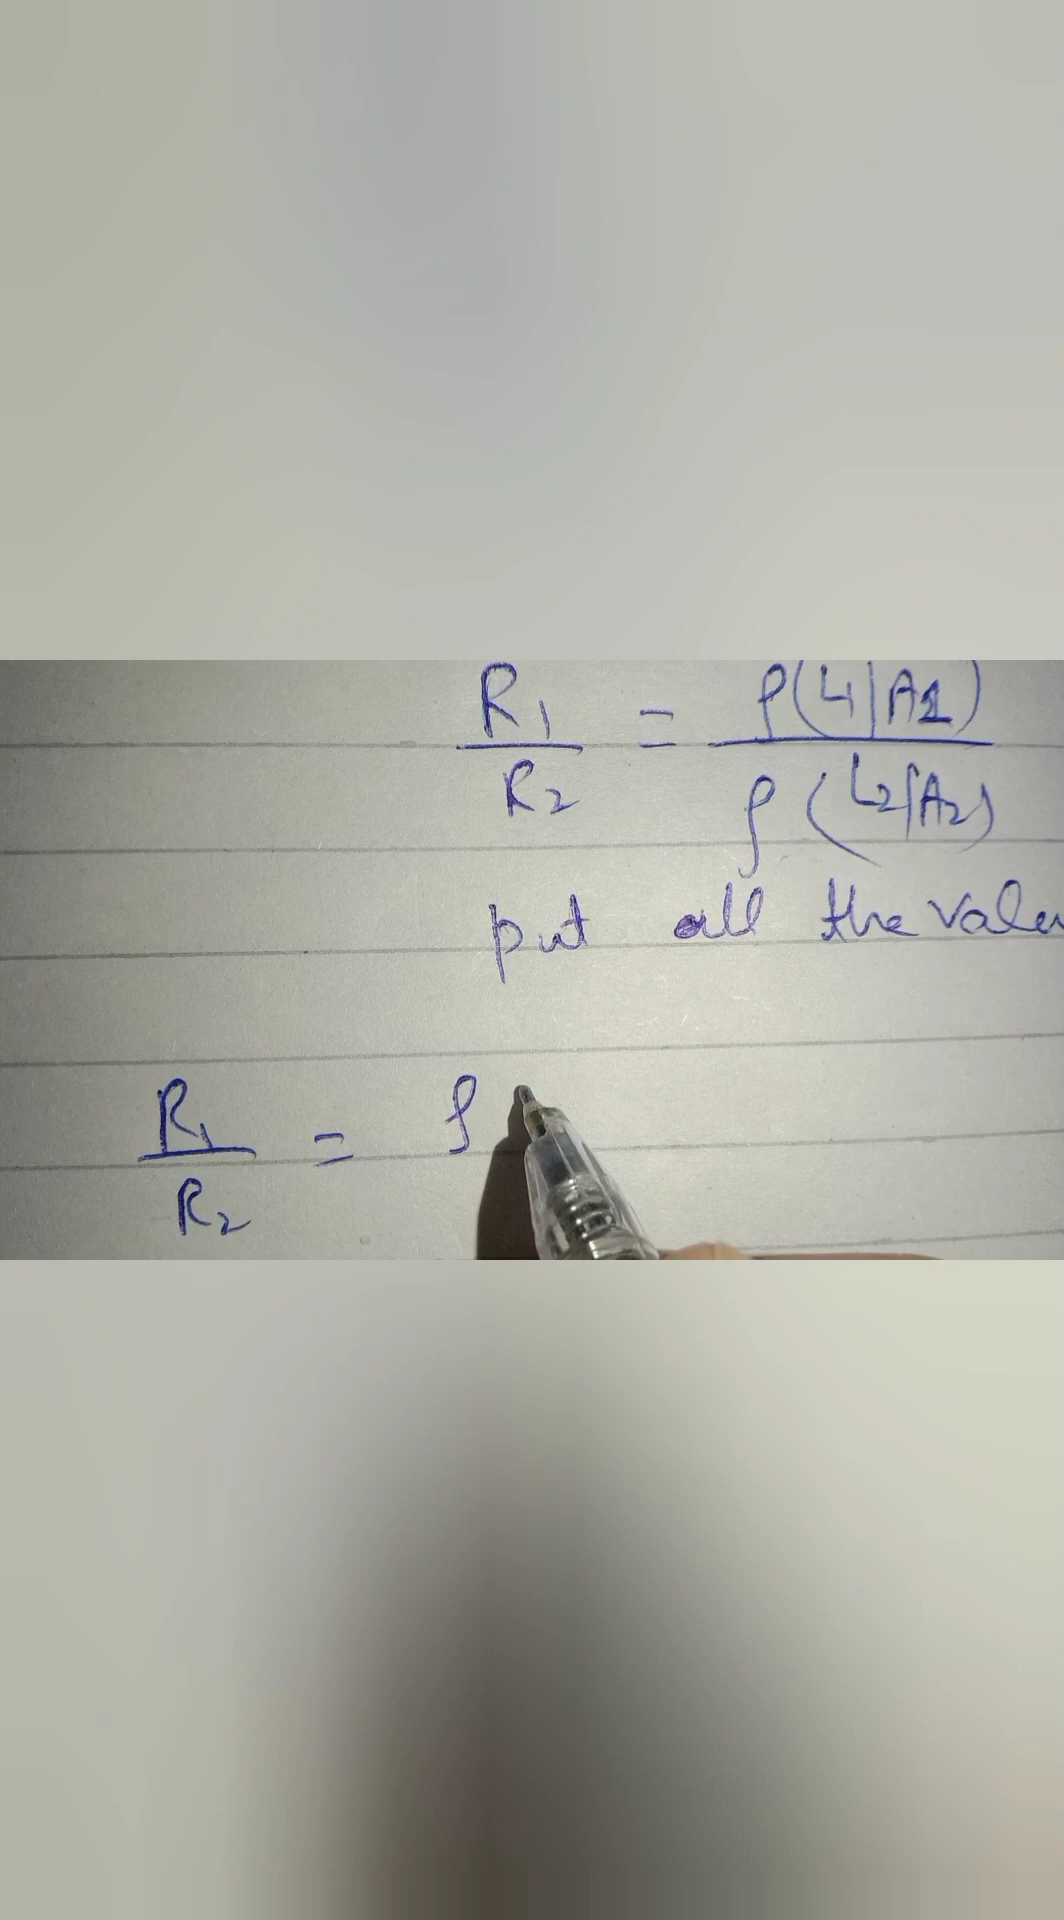 R1/R2 = ρ(L1/A1)/ρ(L2/A2)
put all the
R1/R2 = ρ